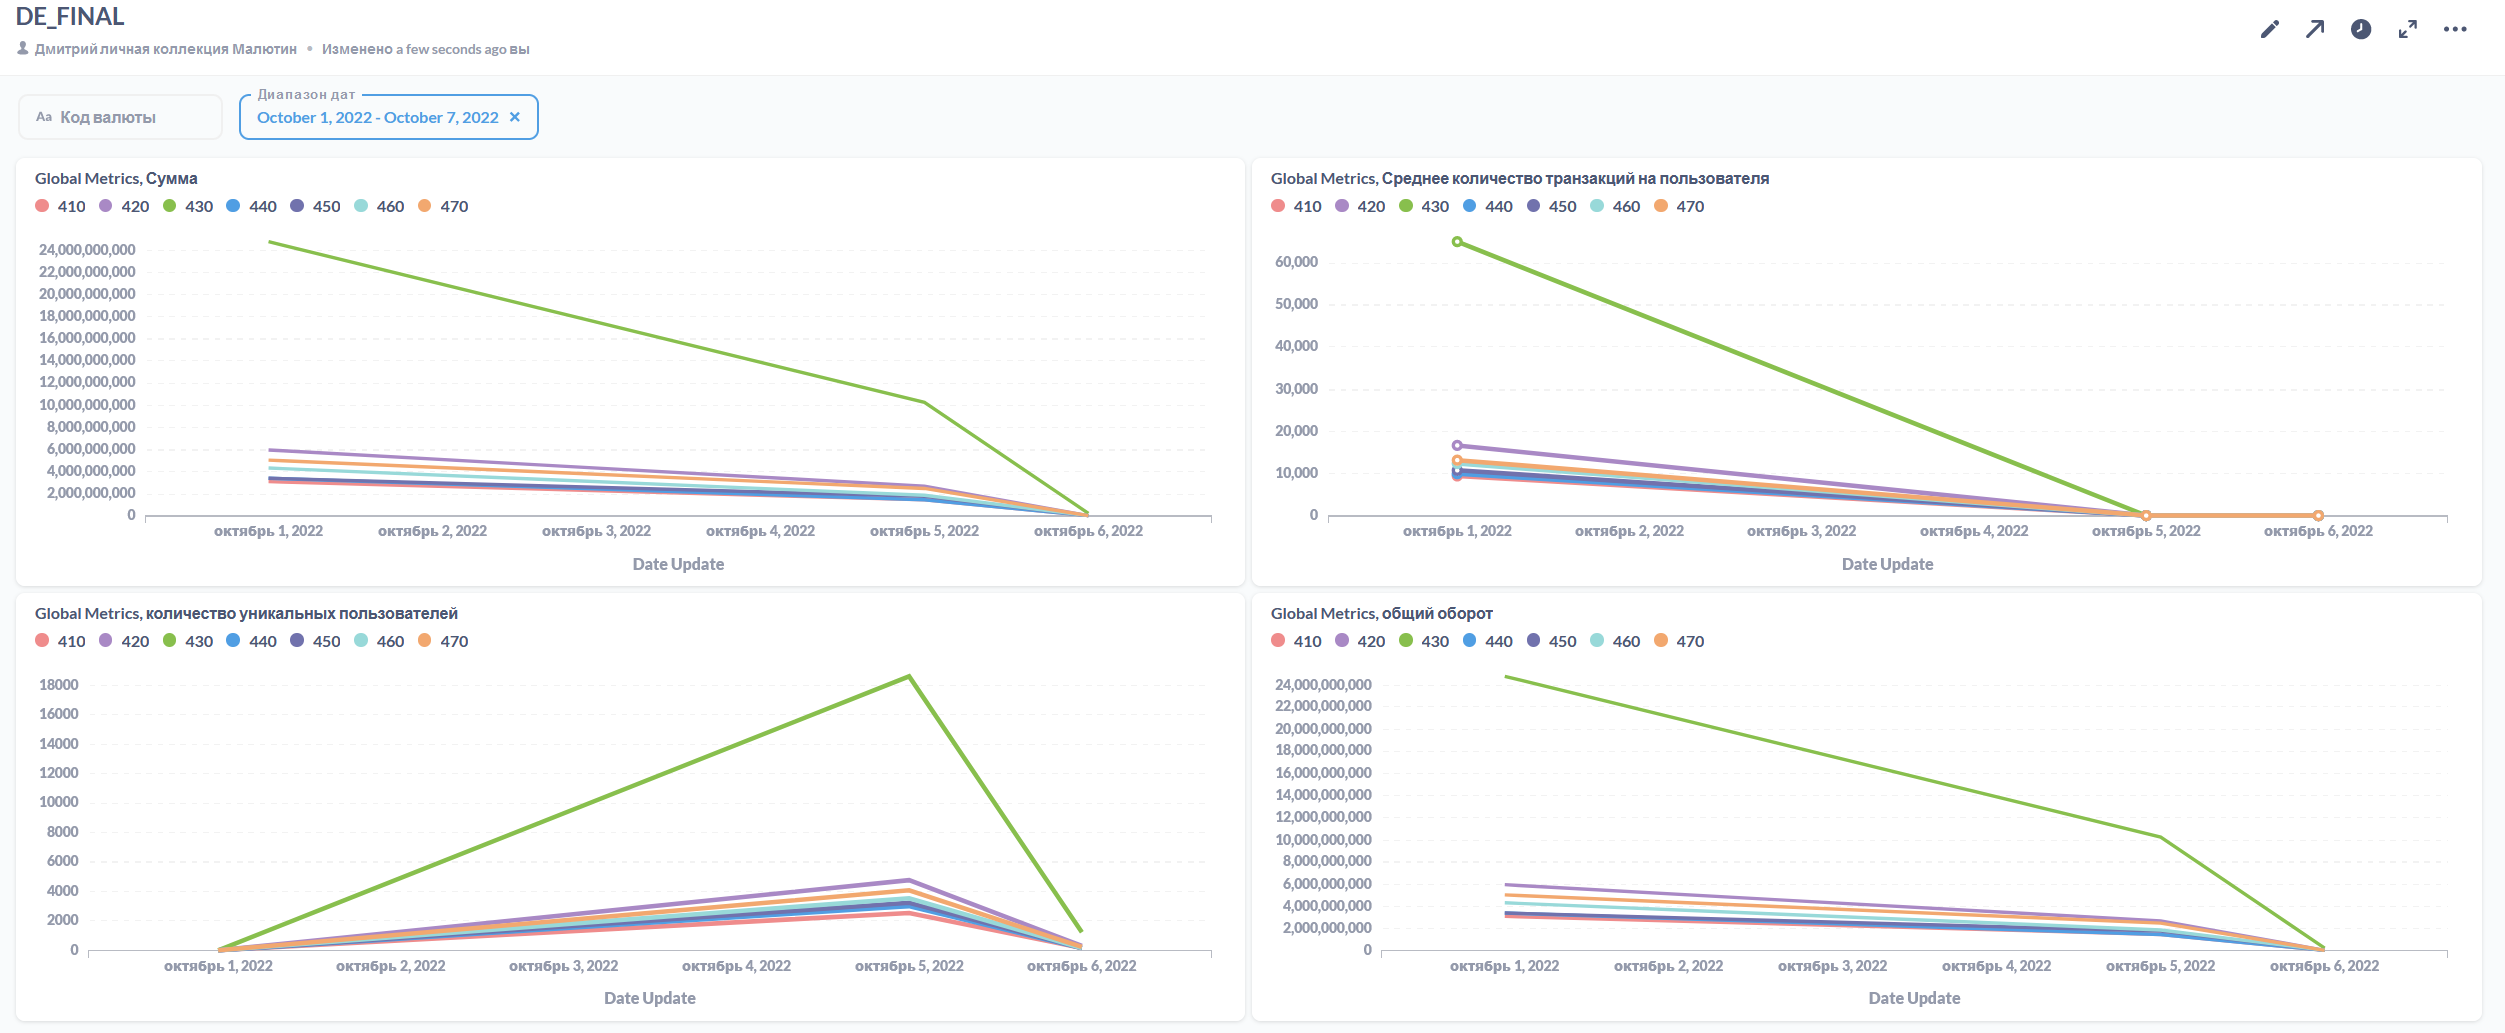 DE_FINAL
Дмитрий личная коллекция Малютин • Изменено a few seconds ago вы
Диапазон дат
Aa Код валюты
October 1, 2022 - October 7, 2022 ×
Global Metrics, Сумма
410 420 430 440 450 460 470
24,000,000,000
22,000,000,000
20,000,000,000
18,000,000,000
16,000,000,000
14,000,000,000
12,000,000,000
10,000,000,000
8,000,000,000
6,000,000,000
4,000,000,000
2,000,000,000
0
октябрь 1, 2022 октябрь 2, 2022 октябрь 3, 2022 октябрь 4, 2022 октябрь 5, 2022 октябрь 6, 2022
Date Update
Global Metrics, Среднее количество транзакций на пользователя
410 420 430 440 450 460 470
60,000
50,000
40,000
30,000
20,000
10,000
0
октябрь 1, 2022 октябрь 2, 2022 октябрь 3, 2022 октябрь 4, 2022 октябрь 5, 2022 октябрь 6, 2022
Date Update
Global Metrics, количество уникальных пользователей
410 420 430 440 450 460 470
18000
16000
14000
12000
10000
8000
6000
4000
2000
0
октябрь 1, 2022 октябрь 2, 2022 октябрь 3, 2022 октябрь 4, 2022 октябрь 5, 2022 октябрь 6, 2022
Date Update
Global Metrics, общий оборот
410 420 430 440 450 460 470
24,000,000,000
22,000,000,000
20,000,000,000
18,000,000,000
16,000,000,000
14,000,000,000
12,000,000,000
10,000,000,000
8,000,000,000
6,000,000,000
4,000,000,000
2,000,000,000
0
октябрь 1, 2022 октябрь 2, 2022 октябрь 3, 2022 октябрь 4, 2022 октябрь 5, 2022 октябрь 6, 2022
Date Update